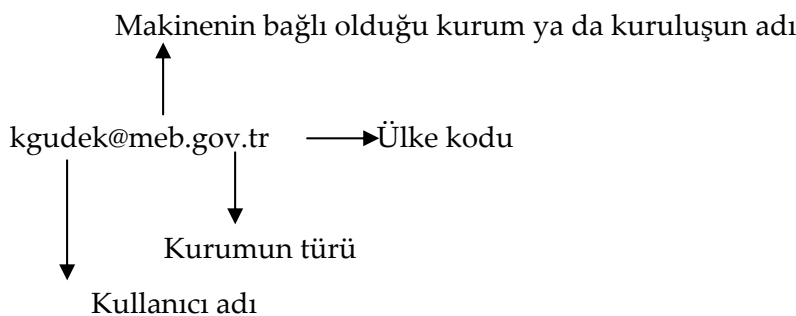 Makinenin bağlı olduğu kurum ya da kuruluşun adı
kgudek@meb.gov.tr Ülke kodu
Kurumun türü
Kullanıcı adı